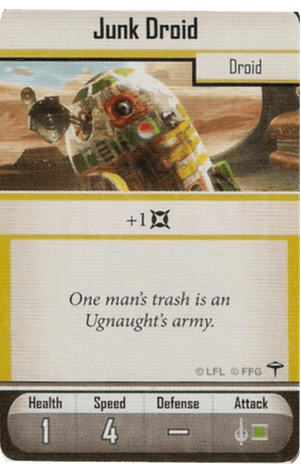 Junk Droid
Droid
+1
One man's trash is an
Ugnaught's army.
© LFL © FFG
Health Speed Defense Attack
1 4 —